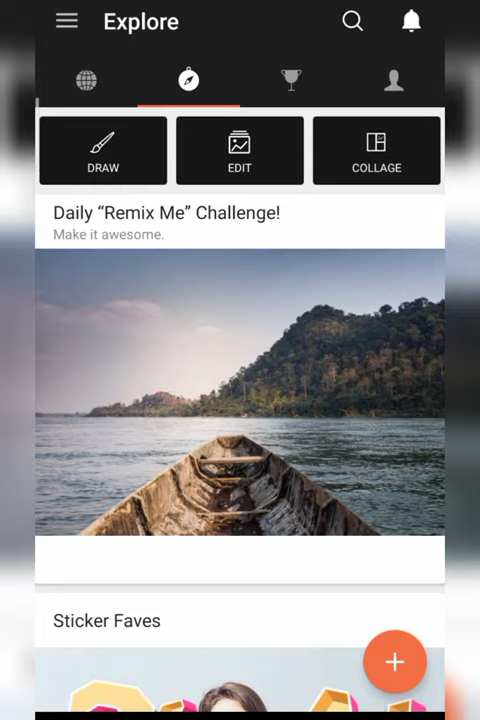 Explore
DRAW
EDIT
COLLAGE
Daily “Remix Me” Challenge!
Make it awesome.
Sticker Faves